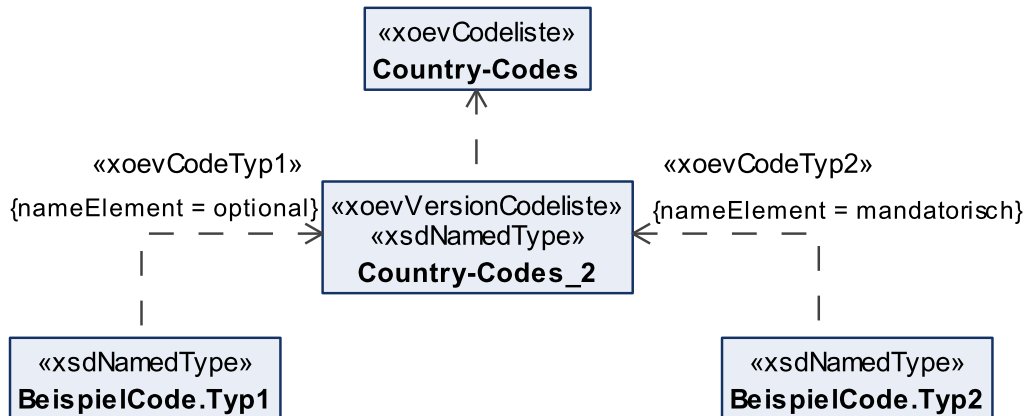 «xoevCodeliste»
Country-Codes
«xoevCodeTyp1»
{nameElement = optional}
«xoevCodeTyp2»
{nameElement = mandatorisch}
«xoevVersionCodeliste»
«xsdNamedType»
Country-Codes_2
«xsdNamedType»
BeispielCode.Typ1
«xsdNamedType»
BeispielCode.Typ2